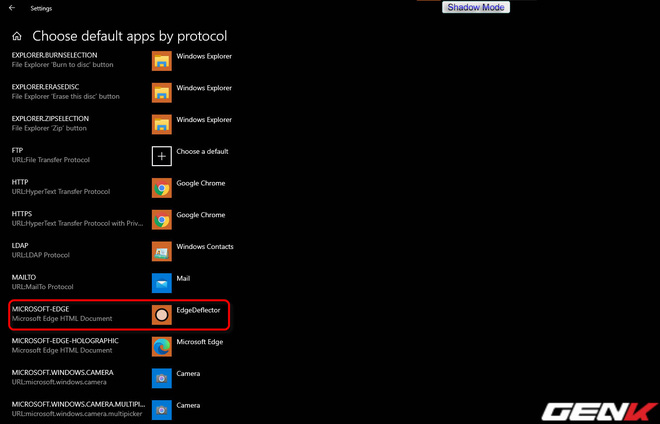 Settings
Shadow Mode
Choose default apps by protocol
EXPLORER.BURNSELECTION
File Explorer 'Burn to disc' button
Windows Explorer
EXPLORER.ERASEDISC
File Explorer 'Erase this disc' button
Windows Explorer
EXPLORER.ZIPSELECTION
File Explorer 'Zip' button
Windows Explorer
FTP
URL:File Transfer Protocol
Choose a default
HTTP
URL:HyperText Transfer Protocol
Google Chrome
HTTPS
URL:HyperText Transfer Protocol with Priv...
Google Chrome
LDAP
URL:LDAP Protocol
Windows Contacts
MAILTO
URL:MailTo Protocol
Mail
MICROSOFT-EDGE
Microsoft Edge HTML Document
EdgeDeflector
MICROSOFT-EDGE-HOLOGRAPHIC
Microsoft Edge HTML Document
Microsoft Edge
MICROSOFT.WINDOWS.CAMERA
URL:microsoft.windows.camera
Camera
MICROSOFT.WINDOWS.CAMERA.MULTIPI...
URL:microsoft.windows.camera.multipicker
Camera
GENK